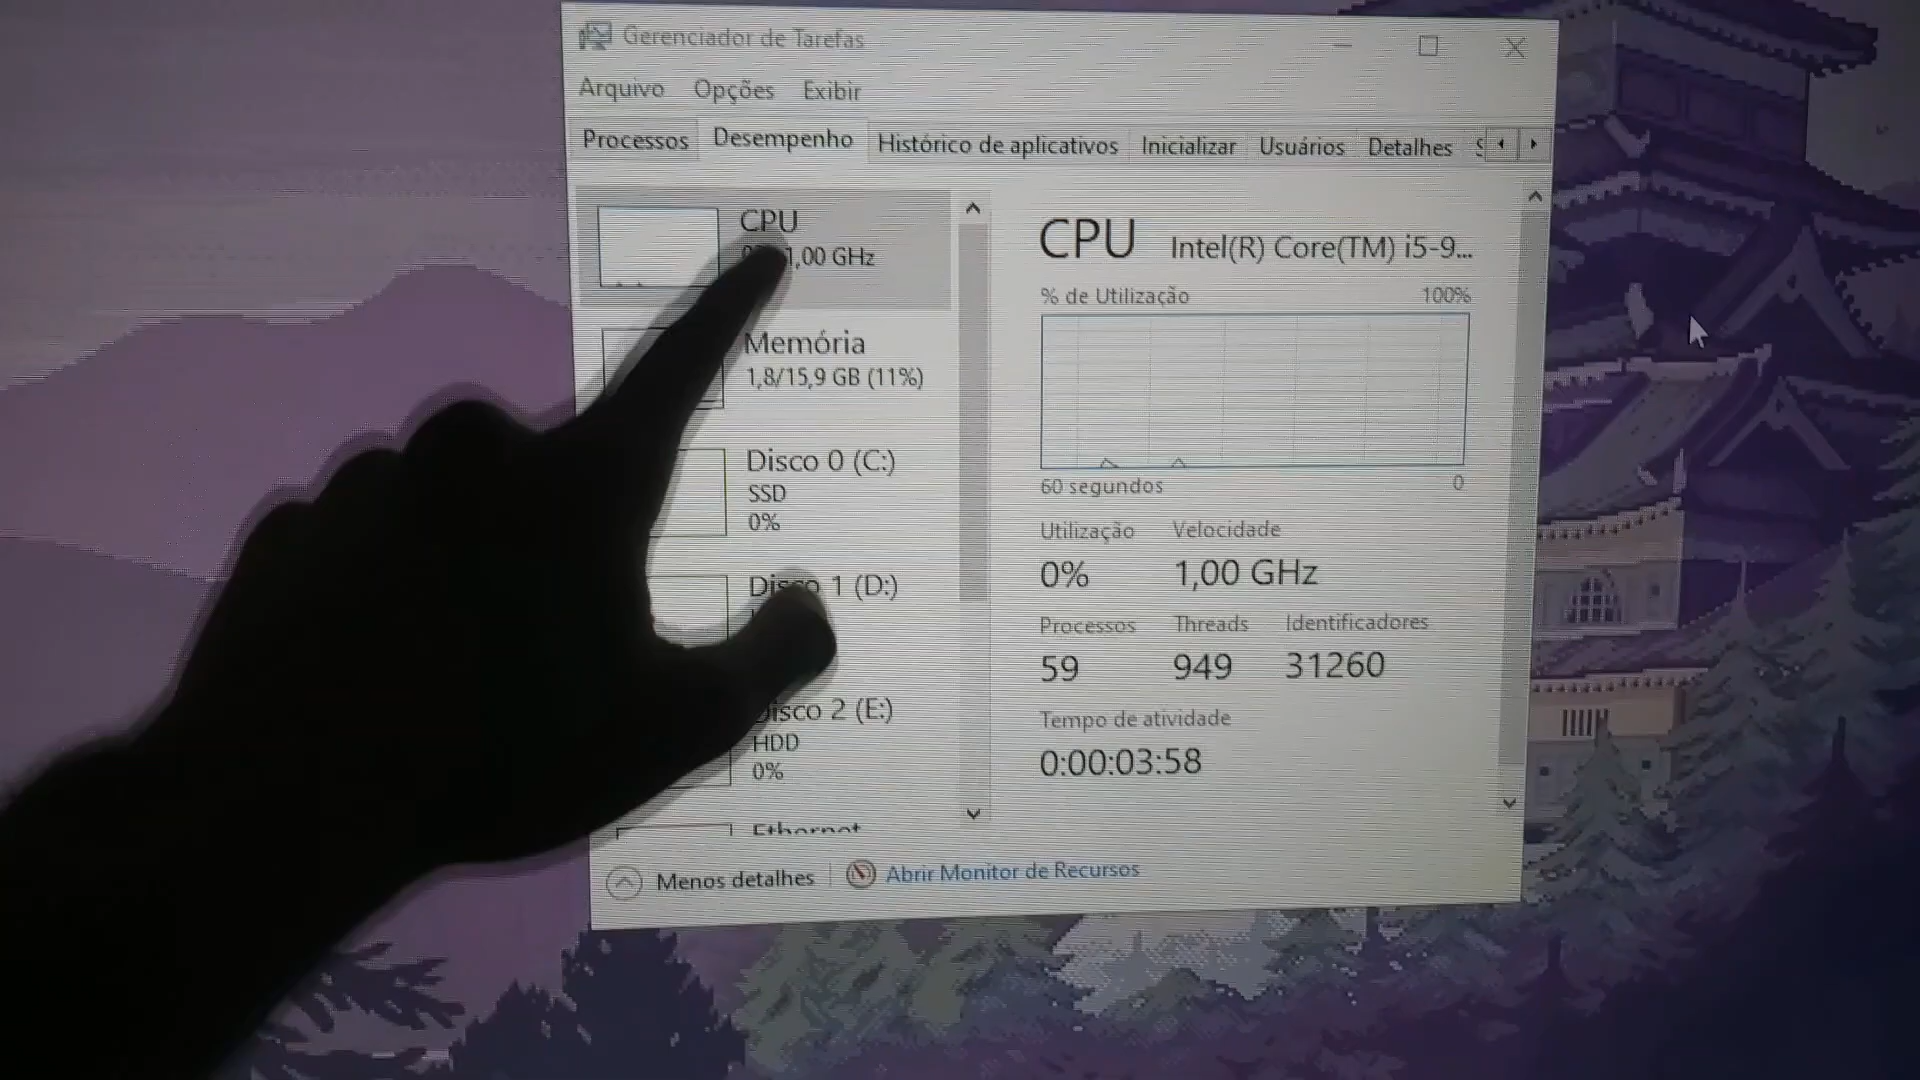 Gerenciador de Tarefas
Arquivo Opções Exibir
Processos Desempenho Histórico de aplicativos Inicializar Usuários Detalhes
CPU
1,00 GHz
Memória
1,8/15,9 GB (11%)
Disco 0 (C:)
SSD
0%
Disco 1 (D:)
Disco 2 (E:)
HDD
0%
Ethernet
CPU Intel(R) Core(TM) i5-9...
% de Utilização 100%
60 segundos 0
Utilização Velocidade
0% 1,00 GHz
Processos Threads Identificadores
59 949 31260
Tempo de atividade
0:00:03:58
Menos detalhes Abrir Monitor de Recursos